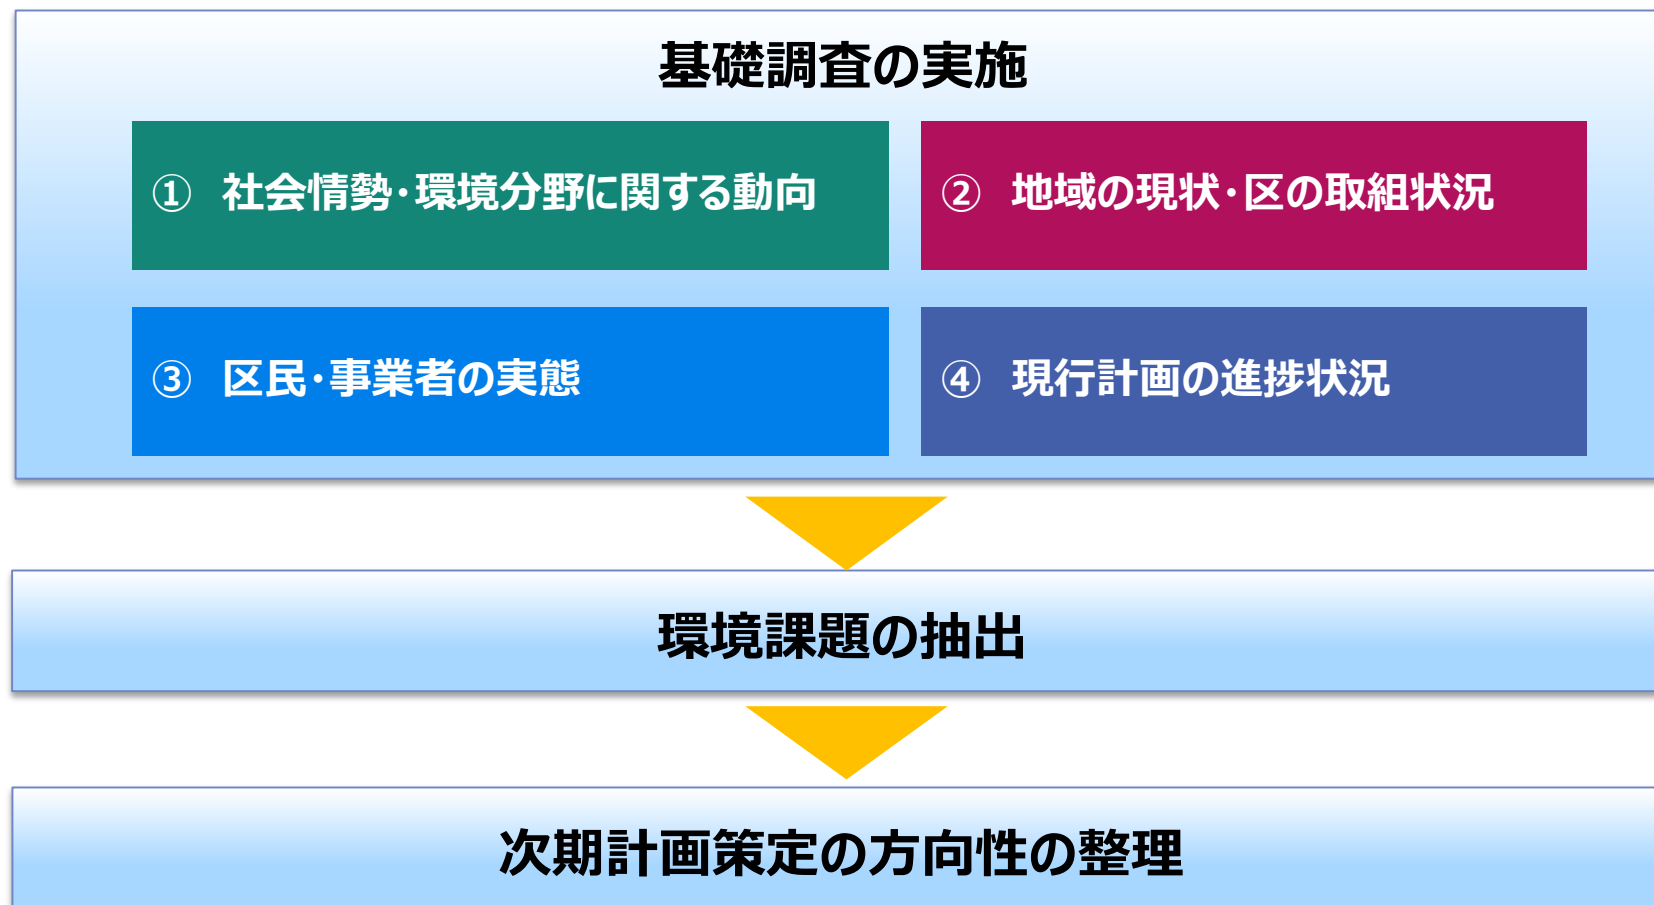 基礎調査の実施
① 社会情勢・環境分野に関する動向
② 地域の現状・区の取組状況
③ 区民・事業者の実態
④ 現行計画の進捗状況
環境課題の抽出
次期計画策定の方向性の整理